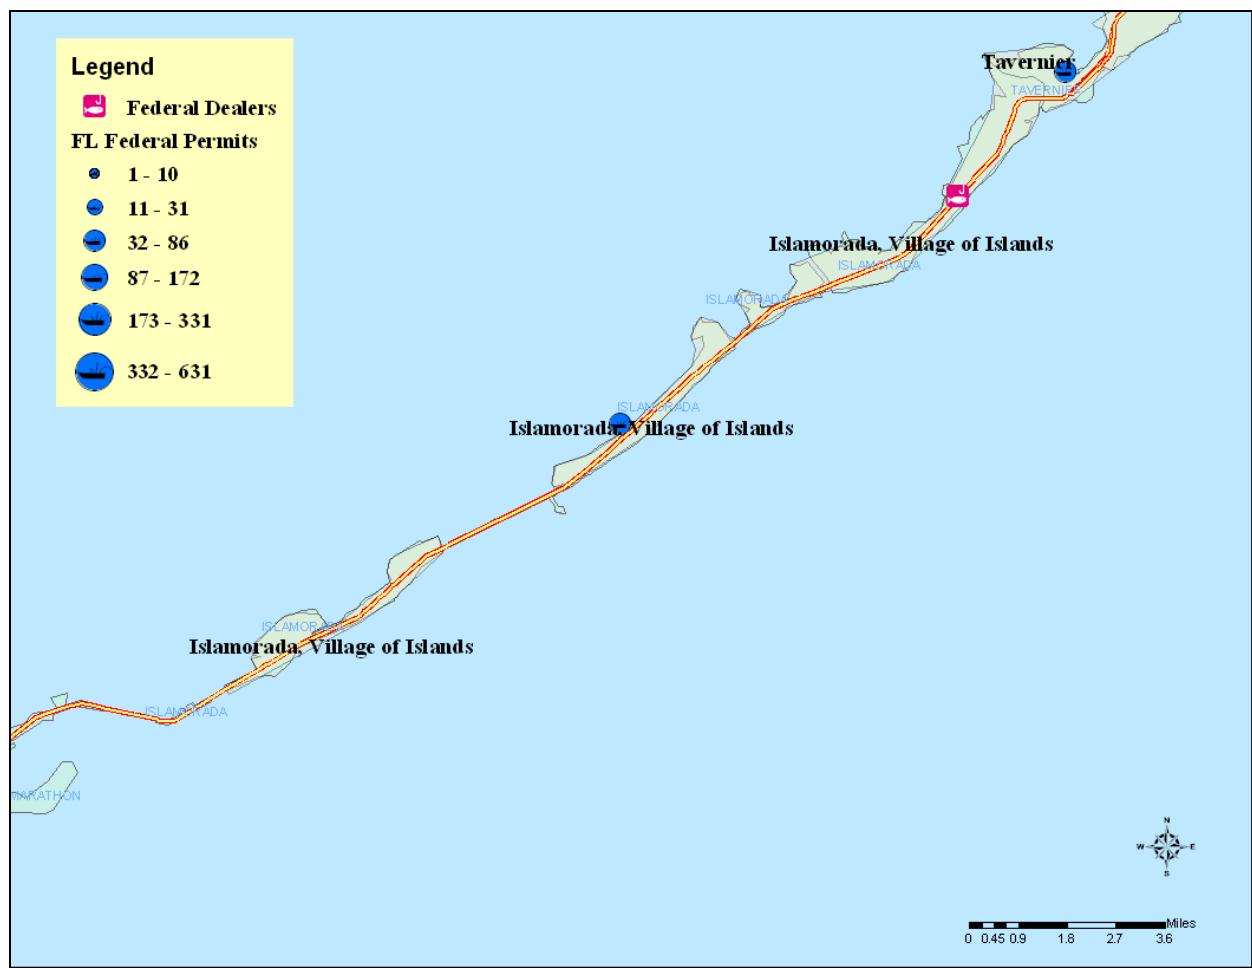 Legend
Federal Dealers
FL Federal Permits
1 - 10
11 - 31
32 - 86
87 - 172
173 - 331
332 - 631
Tavernier
TAVERNIER
Islamorada, Village of Islands
ISLAMORADA
ISLAMORADA
ISLAMORADA
Islamorada, Village of Islands
ISLAMORADA
Islamorada, Village of Islands
ISLAMORADA
MARATHON
N
W E
S
Miles
0 0.45 0.9 1.8 2.7 3.6